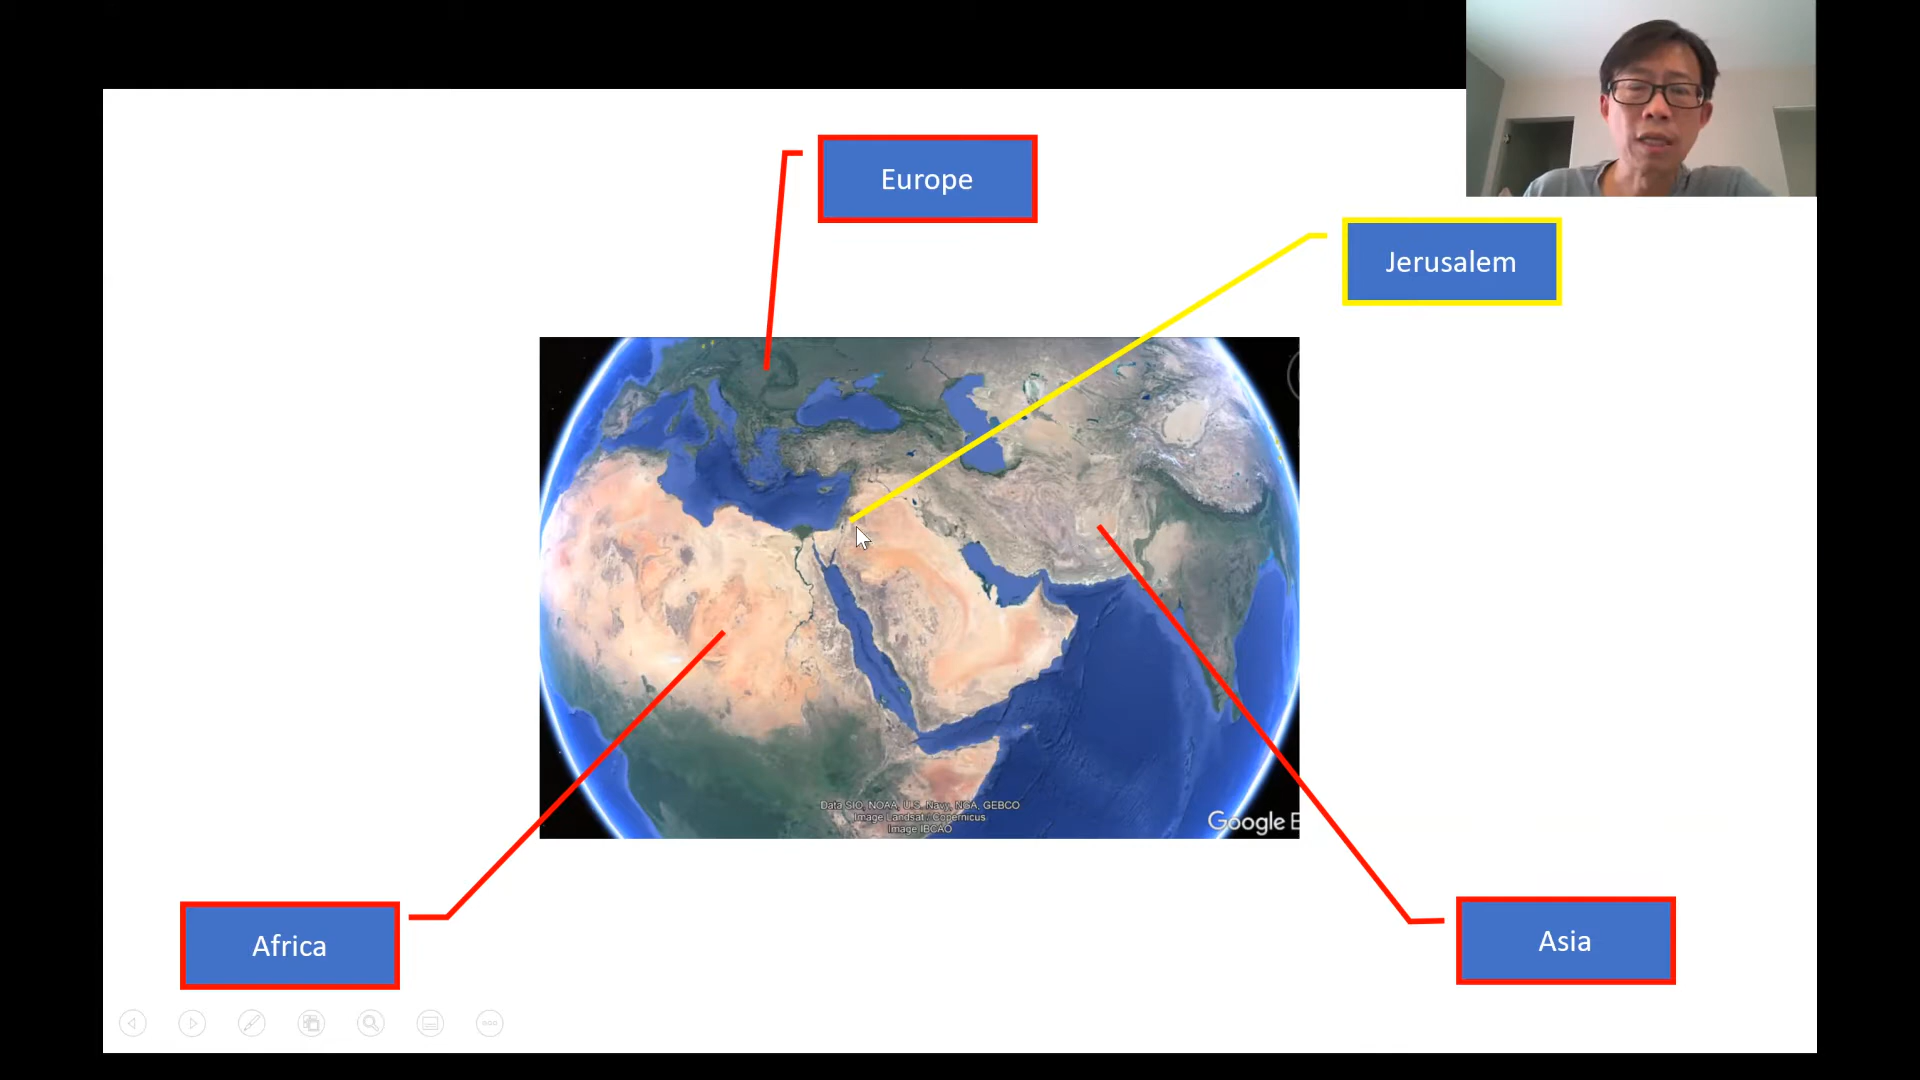 Europe
Jerusalem
Data SIO, NOAA, U.S. Navy, NGA, GEBCO
Image Landsat / Copernicus
Image IBCAO
Google E
Africa
Asia